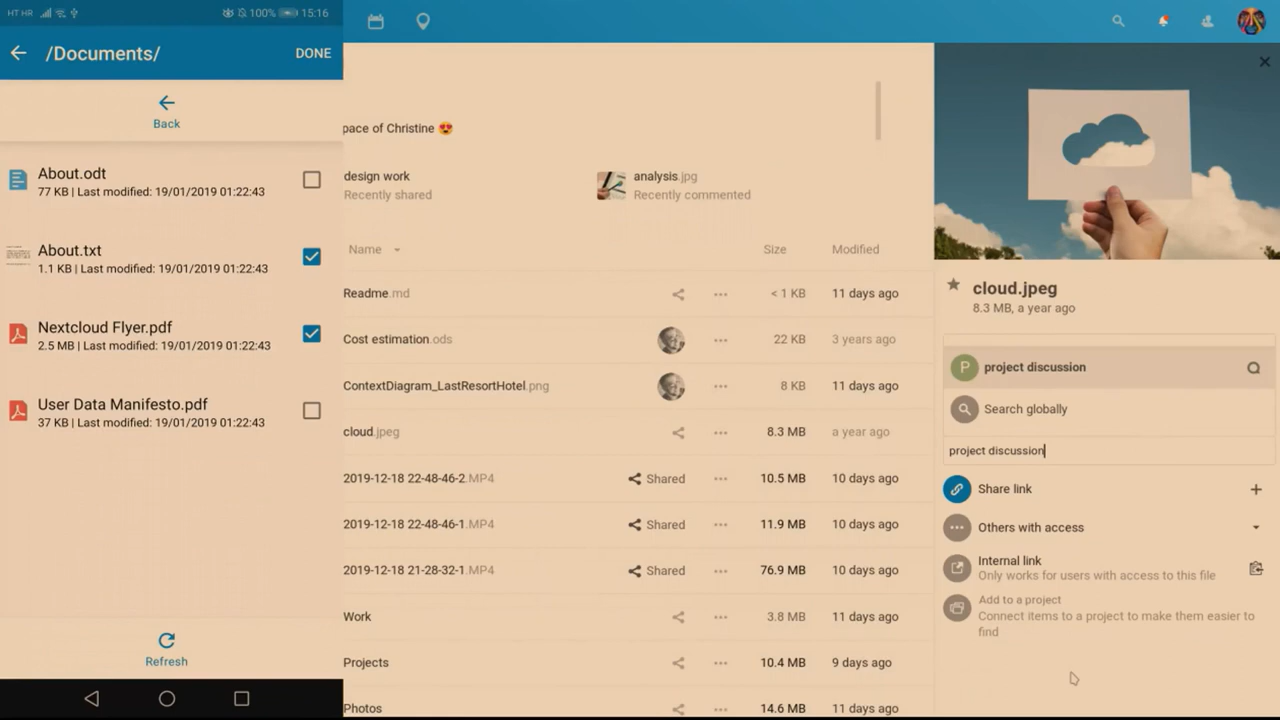 HT HR
100%
15:16
/Documents/
DONE
Back
About.odt
77 KB | Last modified: 19/01/2019 01:22:43
About.txt
1.1 KB | Last modified: 19/01/2019 01:22:43
Nextcloud Flyer.pdf
2.5 MB | Last modified: 19/01/2019 01:22:43
User Data Manifesto.pdf
37 KB | Last modified: 19/01/2019 01:22:43
Refresh
pace of Christine 😍
design work
Recently shared
analysis.jpg
Recently commented
Name Size Modified
Readme.md < 1 KB 11 days ago
Cost estimation.ods 22 KB 3 years ago
ContextDiagram_LastResortHotel.png 8 KB 11 days ago
cloud.jpeg 8.3 MB a year ago
2019-12-18 22-48-46-2.MP4 Shared 10.5 MB 10 days ago
2019-12-18 22-48-46-1.MP4 Shared 11.9 MB 10 days ago
2019-12-18 21-28-32-1.MP4 Shared 76.9 MB 10 days ago
Work 3.8 MB 11 days ago
Projects 10.4 MB 9 days ago
Photos 14.6 MB 11 days ago
cloud.jpeg
8.3 MB, a year ago
P project discussion
Search globally
project discussion
Share link
Others with access
Internal link
Only works for users with access to this file
Add to a project
Connect items to a project to make them easier to
find